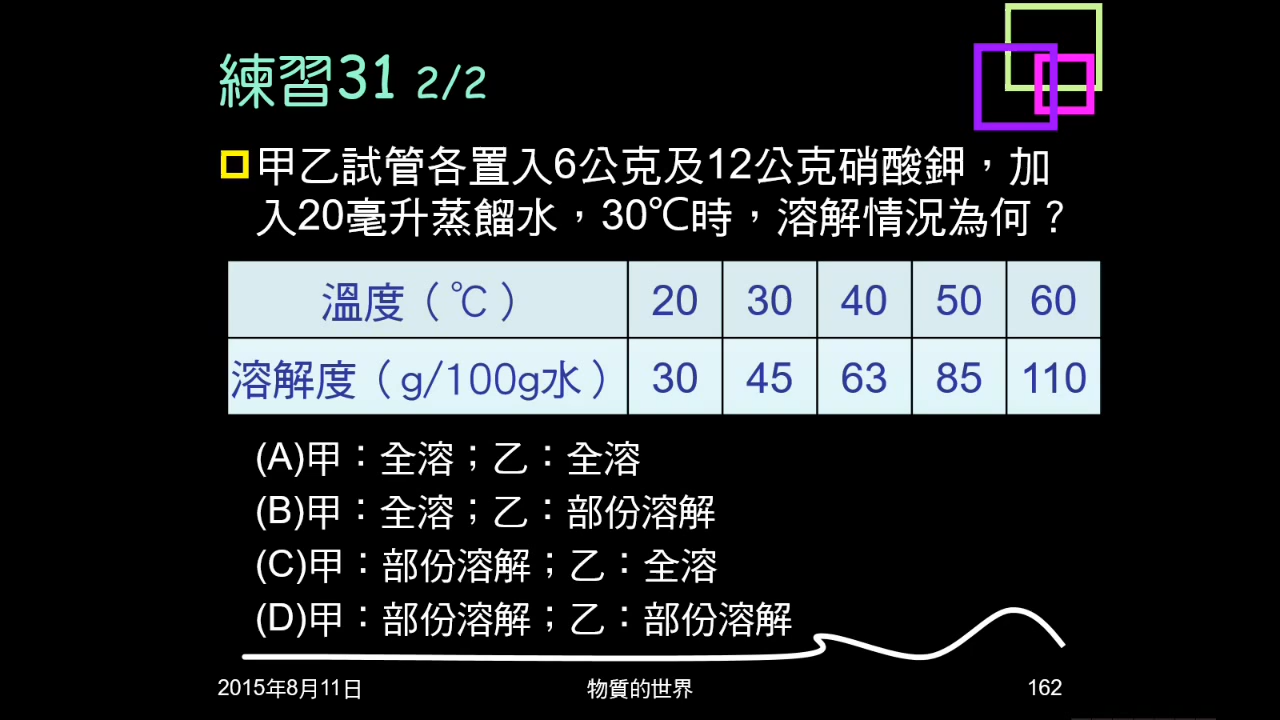 練習31 2/2
甲乙試管各置入6公克及12公克硝酸鉀，加
入20毫升蒸餾水，30℃時，溶解情況為何？
溫度（℃） 20 30 40 50 60
溶解度（g/100g水） 30 45 63 85 110
(A)甲：全溶；乙：全溶
(B)甲：全溶；乙：部份溶解
(C)甲：部份溶解；乙：全溶
(D)甲：部份溶解；乙：部份溶解
2015年8月11日 物質的世界 162